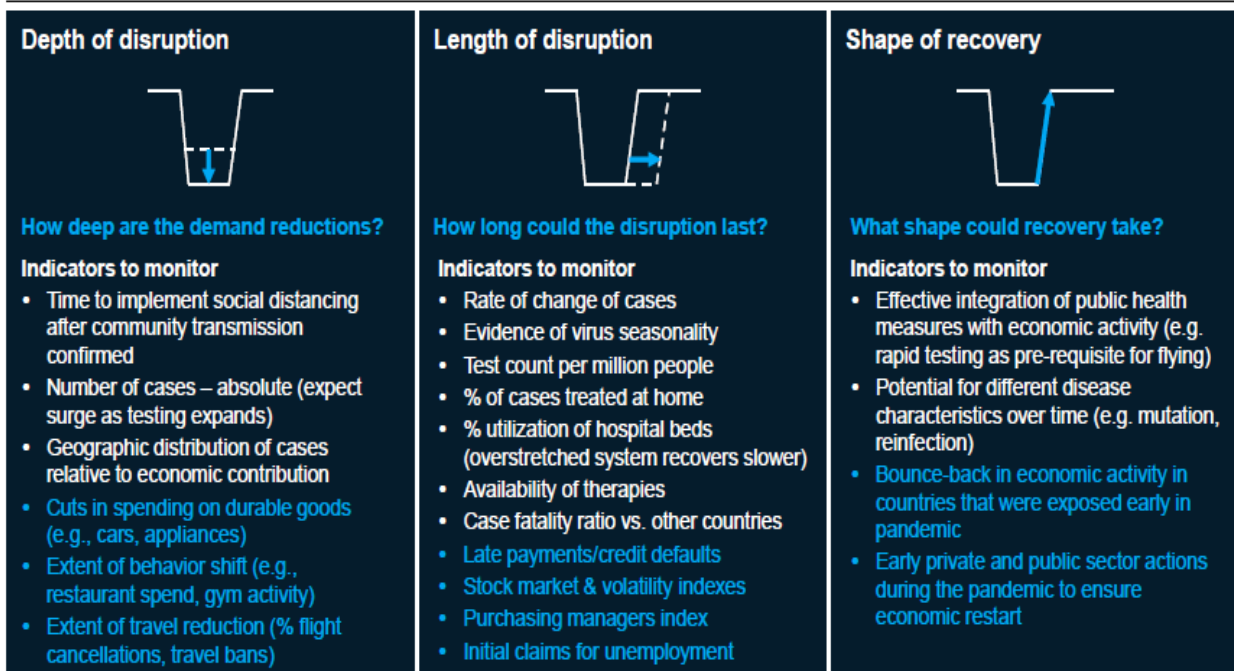 Depth of disruption
How deep are the demand reductions?
Indicators to monitor
• Time to implement social distancing
after community transmission
confirmed
• Number of cases – absolute (expect
surge as testing expands)
• Geographic distribution of cases
relative to economic contribution
• Cuts in spending on durable goods
(e.g., cars, appliances)
• Extent of behavior shift (e.g.,
restaurant spend, gym activity)
• Extent of travel reduction (% flight
cancellations, travel bans)
Length of disruption
How long could the disruption last?
Indicators to monitor
• Rate of change of cases
• Evidence of virus seasonality
• Test count per million people
• % of cases treated at home
• % utilization of hospital beds
(overstretched system recovers slower)
• Availability of therapies
• Case fatality ratio vs. other countries
• Late payments/credit defaults
• Stock market & volatility indexes
• Purchasing managers index
• Initial claims for unemployment
Shape of recovery
What shape could recovery take?
Indicators to monitor
• Effective integration of public health
measures with economic activity (e.g.
rapid testing as pre-requisite for flying)
• Potential for different disease
characteristics over time (e.g. mutation,
reinfection)
• Bounce-back in economic activity in
countries that were exposed early in
pandemic
• Early private and public sector actions
during the pandemic to ensure
economic restart